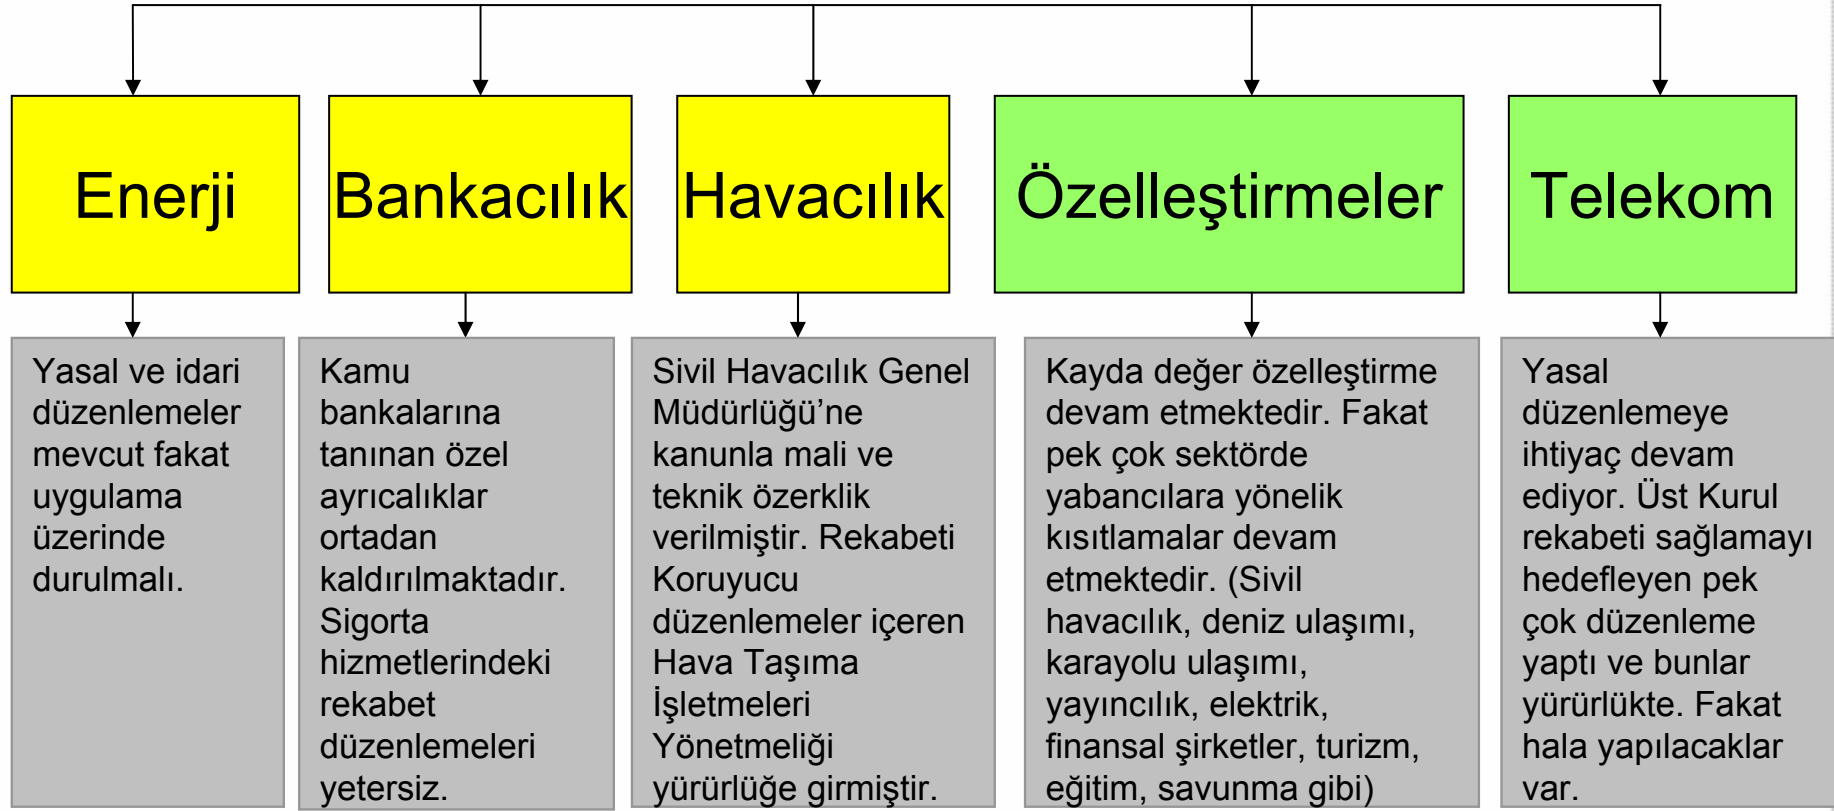 Enerji
Bankacılık
Havacılık
Özelleştirmeler
Telekom
Yasal ve idari
düzenlemeler
mevcut fakat
uygulama
üzerinde
durulmalı.
Kamu
bankalarına
tanınan özel
ayrıcalıklar
ortadan
kaldırılmaktadır.
Sigorta
hizmetlerindeki
rekabet
düzenlemeleri
yetersiz.
Sivil Havacılık Genel
Müdürlüğü’ne
kanunla mali ve
teknik özerklik
verilmiştir. Rekabeti
Koruyucu
düzenlemeler içeren
Hava Taşıma
İşletmeleri
Yönetmeliği
yürürlüğe girmiştir.
Kayda değer özelleştirme
devam etmektedir. Fakat
pek çok sektörde
yabancılara yönelik
kısıtlamalar devam
etmektedir. (Sivil
havacılık, deniz ulaşımı,
karayolu ulaşımı,
yayıncılık, elektrik,
finansal şirketler, turizm,
eğitim, savunma gibi)
Yasal
düzenlemeye
ihtiyaç devam
ediyor. Üst Kurul
rekabeti sağlamayı
hedefleyen pek
çok düzenleme
yaptı ve bunlar
yürürlükte. Fakat
hala yapılacaklar
var.